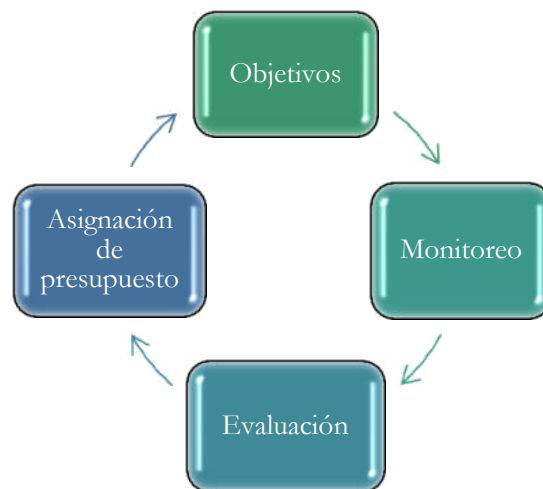 Objetivos
Monitoreo
Evaluación
Asignación
de
presupuesto